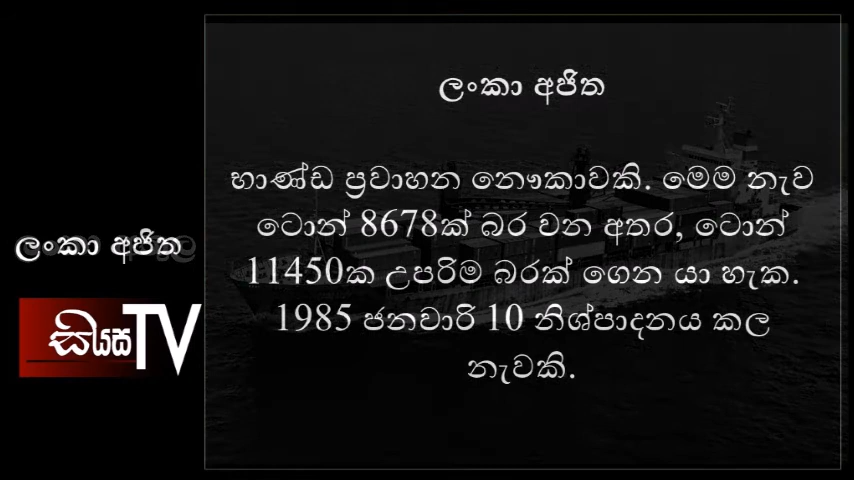 ලංකා අජිත
භාණ්ඩ ප්‍රවාහන නෞකාවකි. මෙම නැව
ටොන් 8678ක් බර වන අතර, ටොන්
11450ක උපරිම බරක් ගෙන යා හැක.
1985 ජනවාරි 10 නිශ්පාදනය කල
නැවකි.
ලංකා අජිත
සියස TV